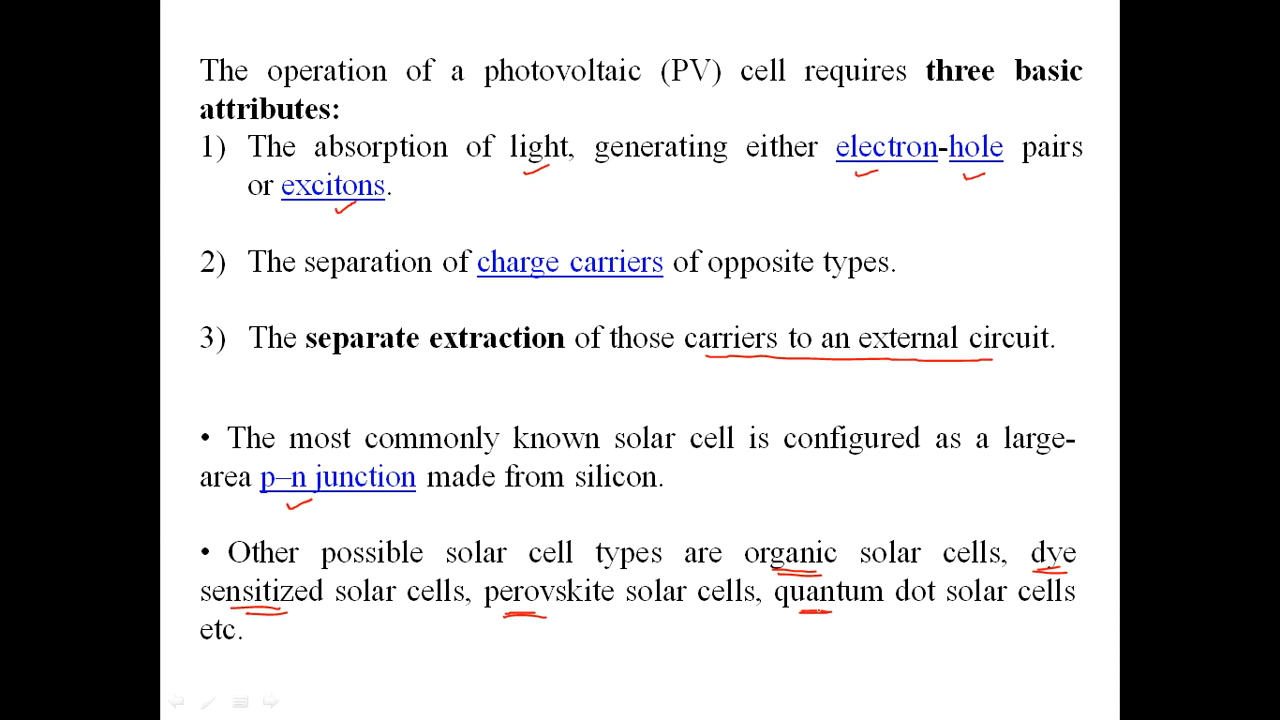 The operation of a photovoltaic (PV) cell requires three basic
attributes:
1) The absorption of light, generating either electron-hole pairs
or excitons.
2) The separation of charge carriers of opposite types.
3) The separate extraction of those carriers to an external circuit.
• The most commonly known solar cell is configured as a large-
area p–n junction made from silicon.
• Other possible solar cell types are organic solar cells, dye
sensitized solar cells, perovskite solar cells, quantum dot solar cells
etc.